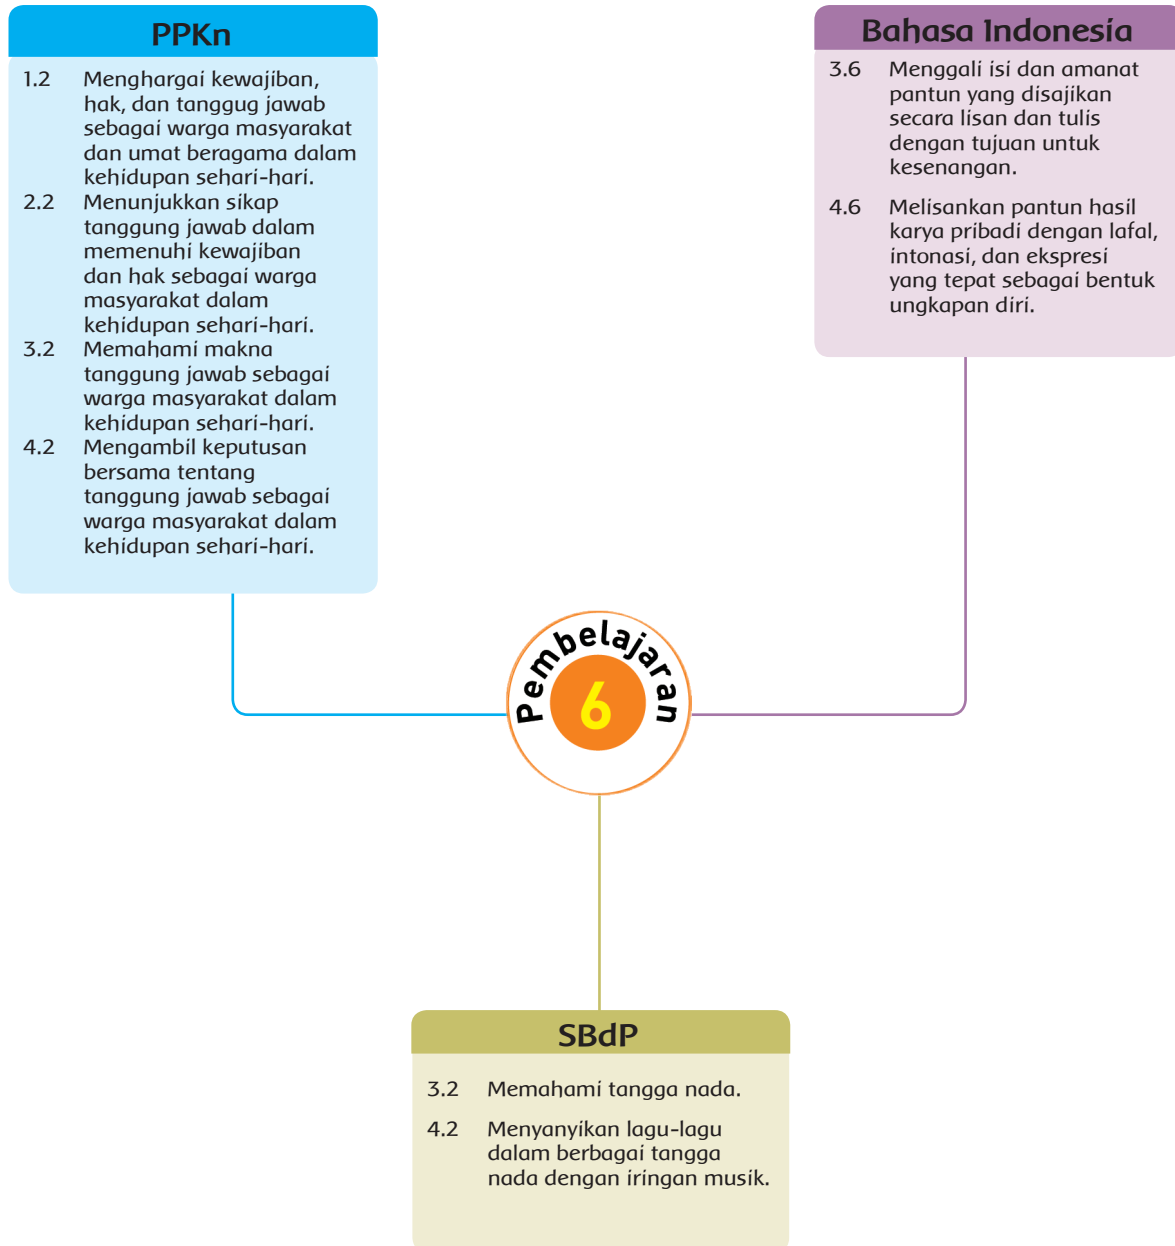 PPKn
1.2 Menghargai kewajiban,
hak, dan tanggug jawab
sebagai warga masyarakat
dan umat beragama dalam
kehidupan sehari-hari.
2.2 Menunjukkan sikap
tanggung jawab dalam
memenuhi kewajiban
dan hak sebagai warga
masyarakat dalam
kehidupan sehari-hari.
3.2 Memahami makna
tanggung jawab sebagai
warga masyarakat dalam
kehidupan sehari-hari.
4.2 Mengambil keputusan
bersama tentang
tanggung jawab sebagai
warga masyarakat dalam
kehidupan sehari-hari.
Bahasa Indonesia
3.6 Menggali isi dan amanat
pantun yang disajikan
secara lisan dan tulis
dengan tujuan untuk
kesenangan.
4.6 Melisankan pantun hasil
karya pribadi dengan lafal,
intonasi, dan ekspresi
yang tepat sebagai bentuk
ungkapan diri.
Pembelajaran
6
SBdP
3.2 Memahami tangga nada.
4.2 Menyanyikan lagu-lagu
dalam berbagai tangga
nada dengan iringan musik.